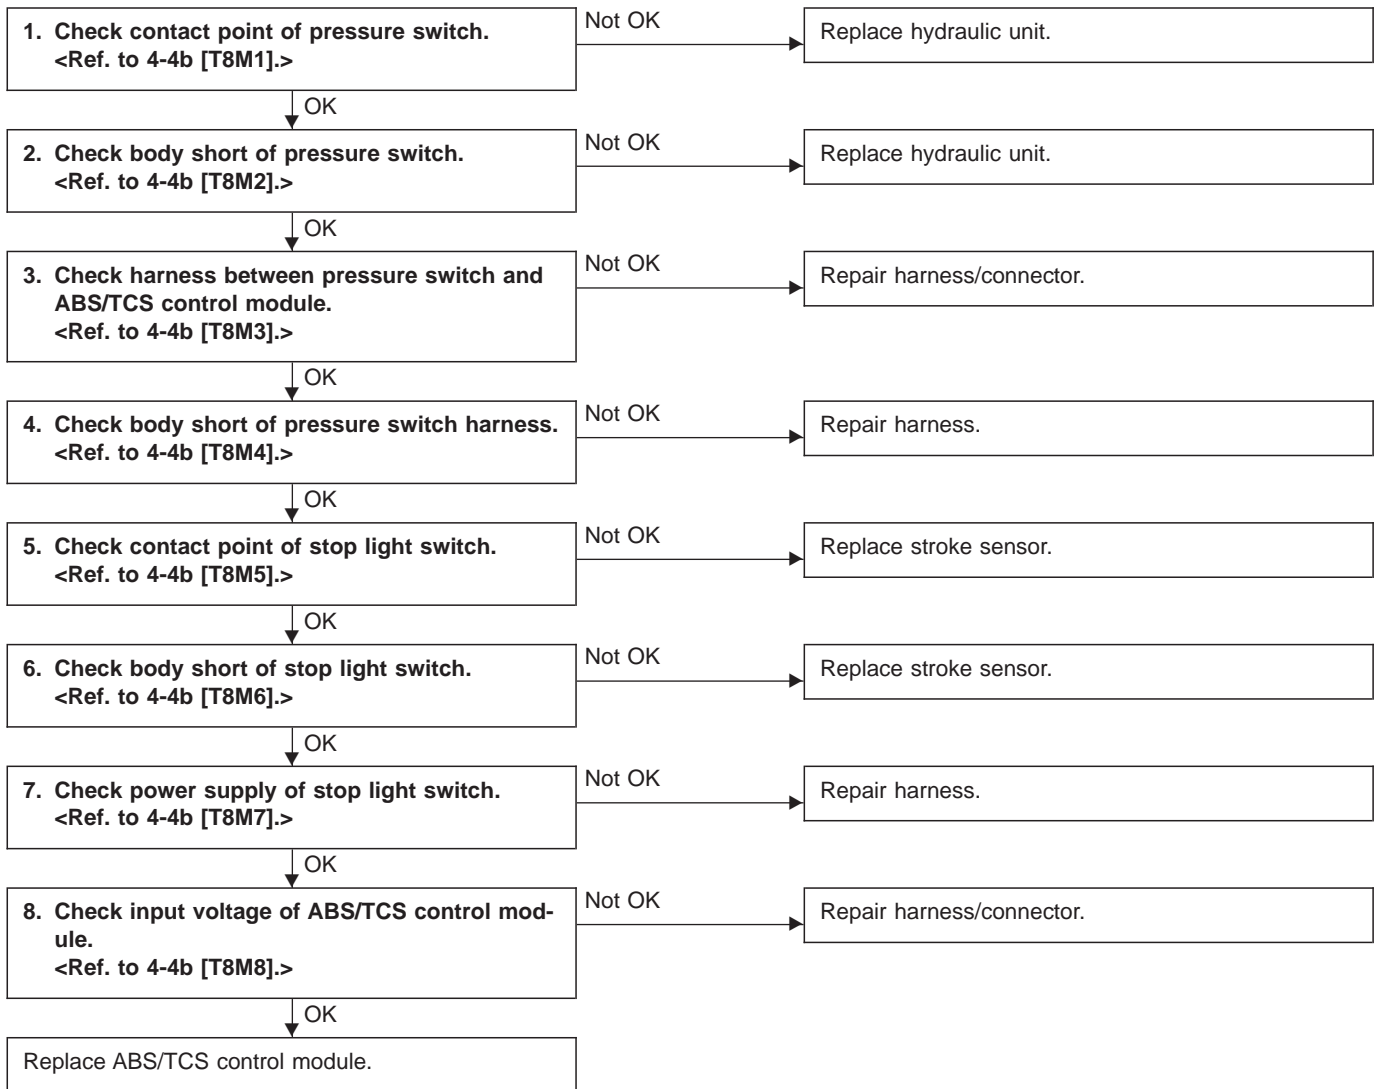 1. Check contact point of pressure switch.
<Ref. to 4-4b [T8M1].>
Not OK
Replace hydraulic unit.
OK
2. Check body short of pressure switch.
<Ref. to 4-4b [T8M2].>
Not OK
Replace hydraulic unit.
OK
3. Check harness between pressure switch and
ABS/TCS control module.
<Ref. to 4-4b [T8M3].>
Not OK
Repair harness/connector.
OK
4. Check body short of pressure switch harness.
<Ref. to 4-4b [T8M4].>
Not OK
Repair harness.
OK
5. Check contact point of stop light switch.
<Ref. to 4-4b [T8M5].>
Not OK
Replace stroke sensor.
OK
6. Check body short of stop light switch.
<Ref. to 4-4b [T8M6].>
Not OK
Replace stroke sensor.
OK
7. Check power supply of stop light switch.
<Ref. to 4-4b [T8M7].>
Not OK
Repair harness.
OK
8. Check input voltage of ABS/TCS control mod-
ule.
<Ref. to 4-4b [T8M8].>
Not OK
Repair harness/connector.
OK
Replace ABS/TCS control module.